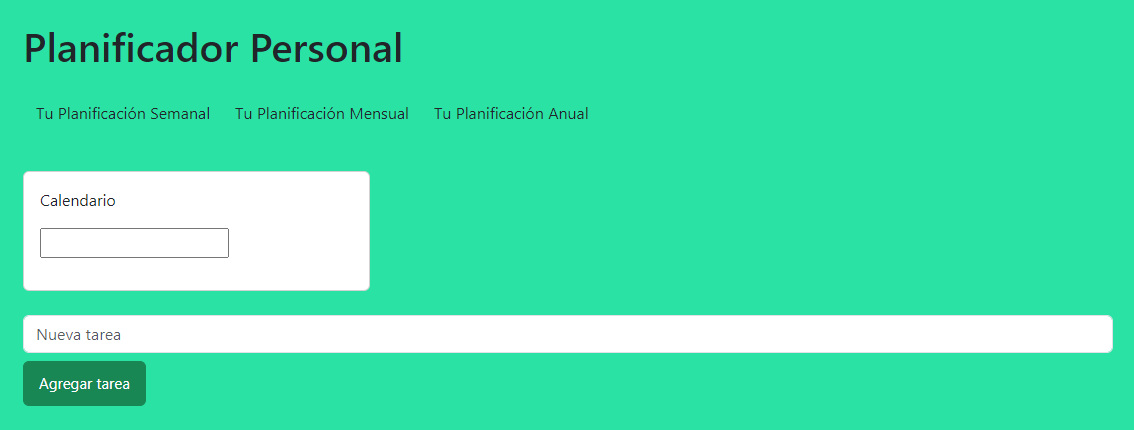 Planificador Personal
Tu Planificación Semanal Tu Planificación Mensual Tu Planificación Anual
Calendario
Nueva tarea
Agregar tarea